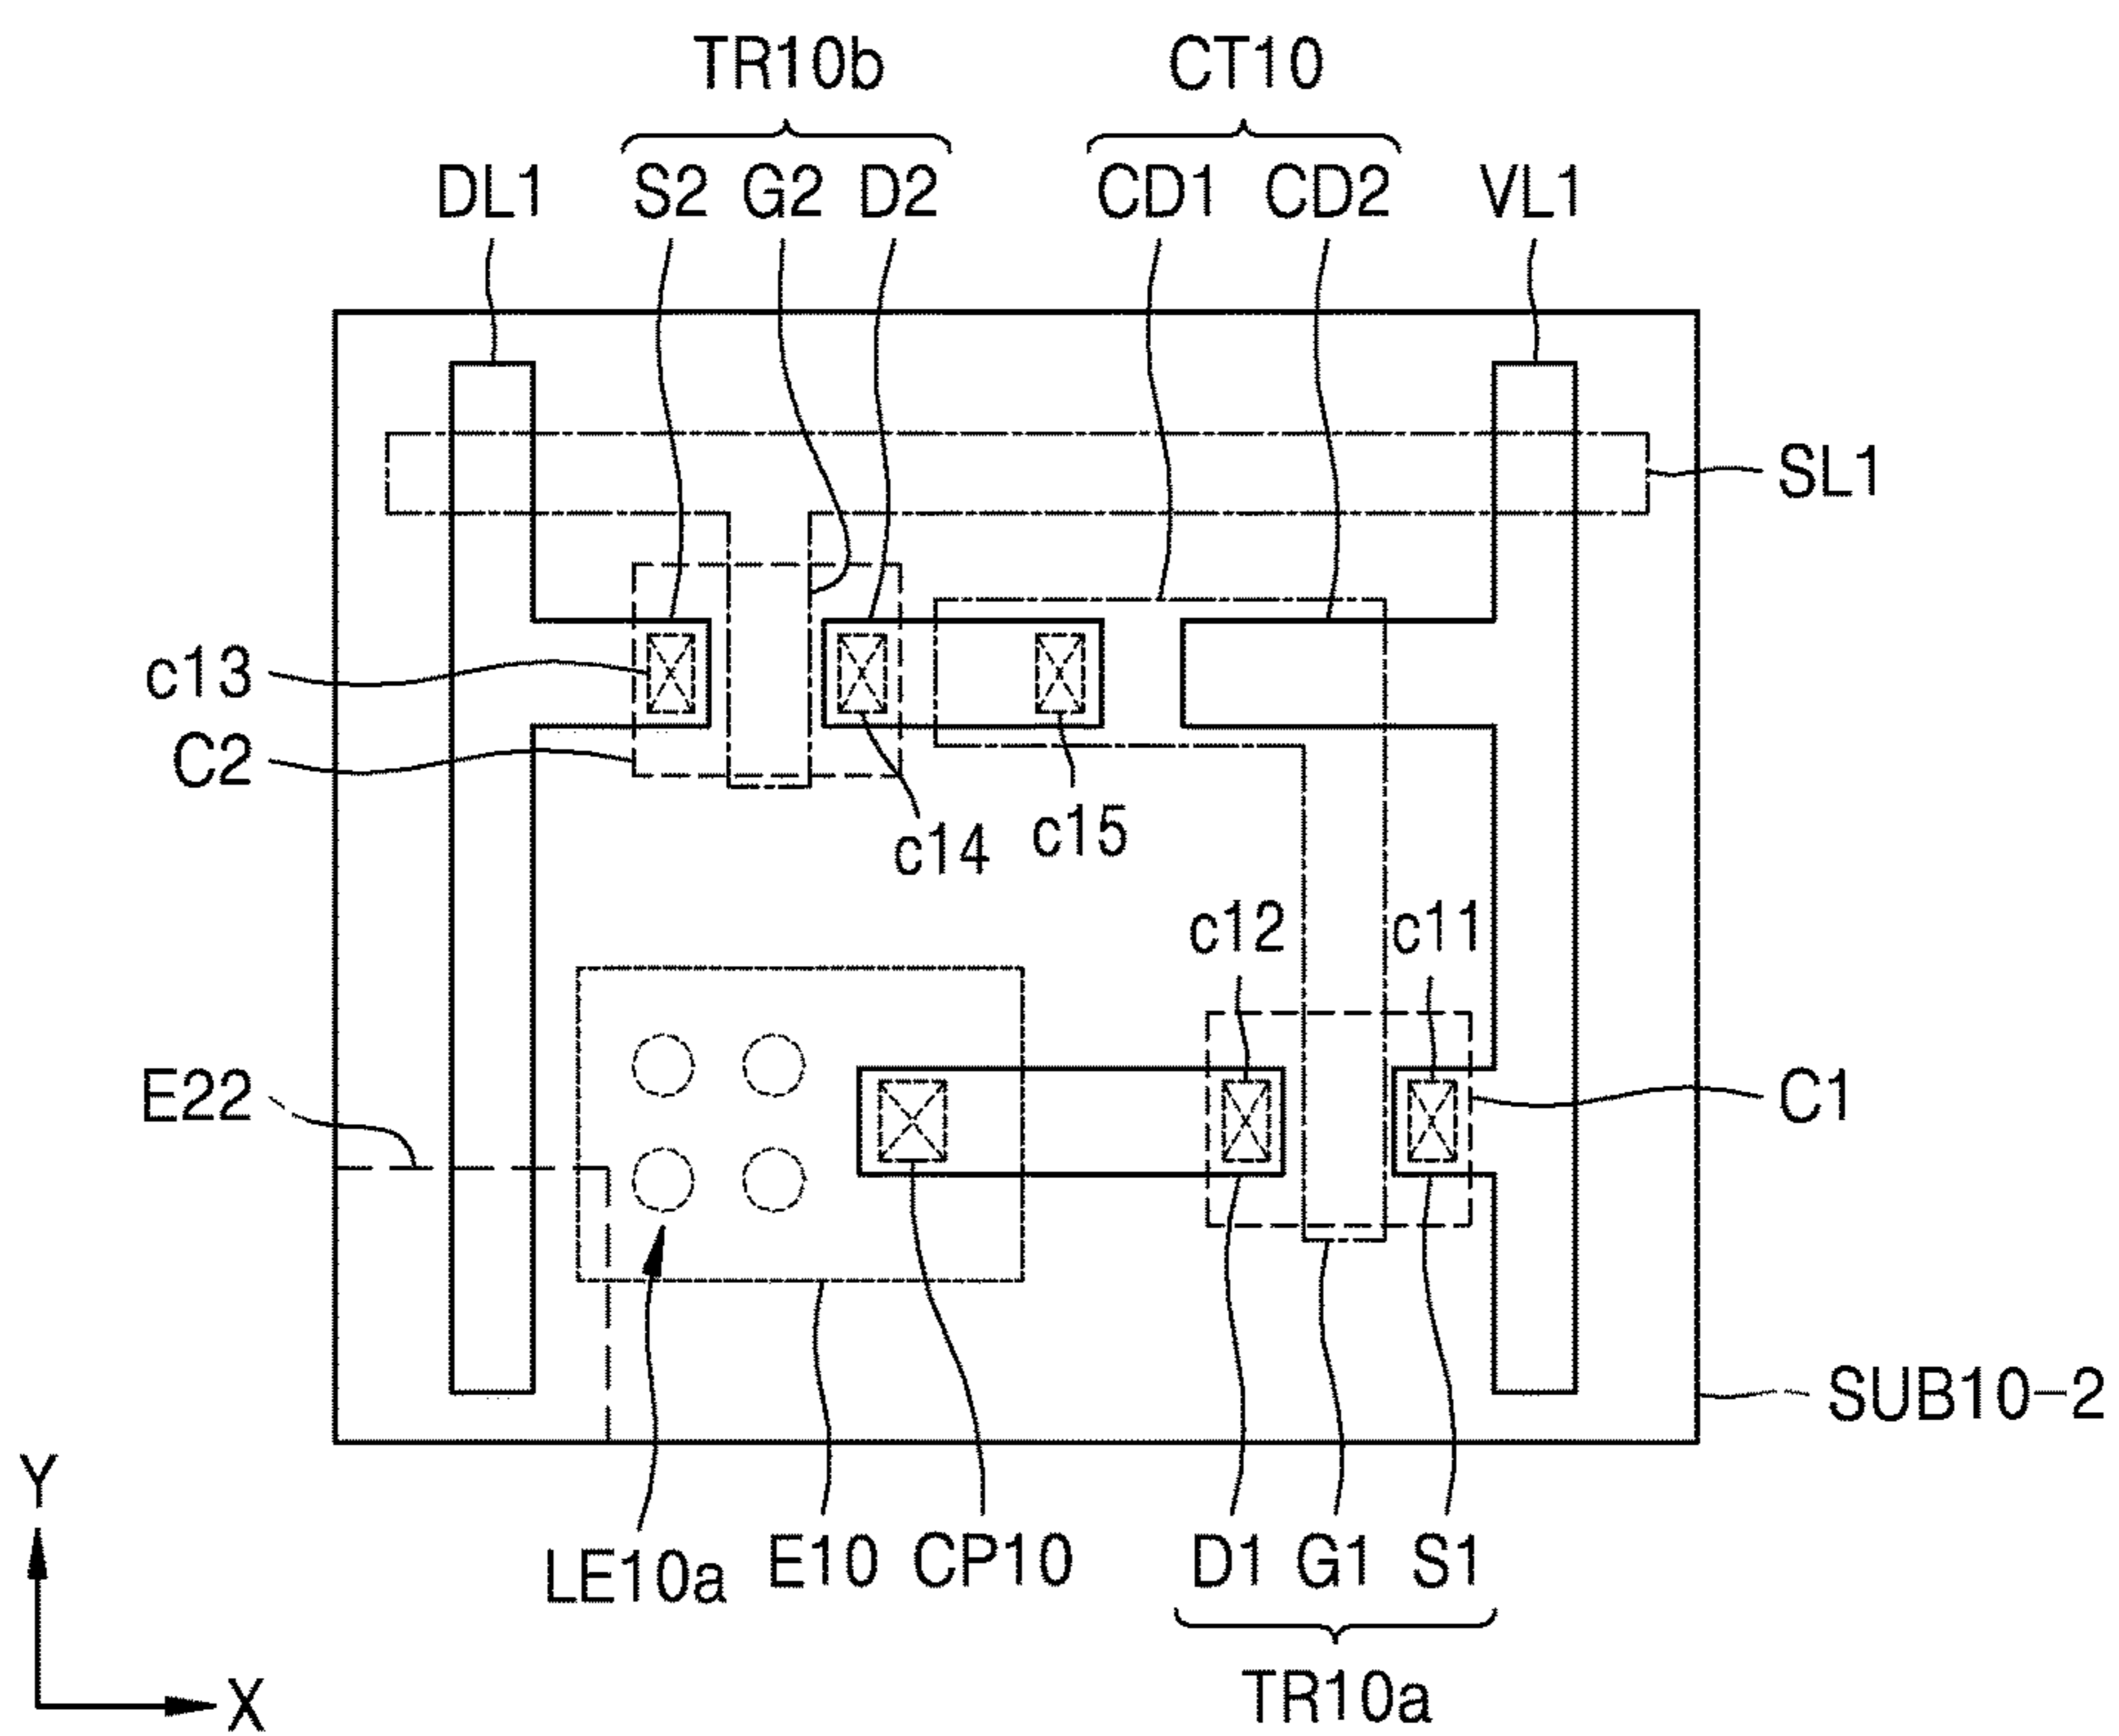 TR10b CT10
DL1 S2 G2 D2 CD1 CD2 VL1
SL1
c13
C2
c14 c15
c12 c11
E22 C1
SUB10-2
Y
LE10a E10 CP10 D1 G1 S1
X TR10a